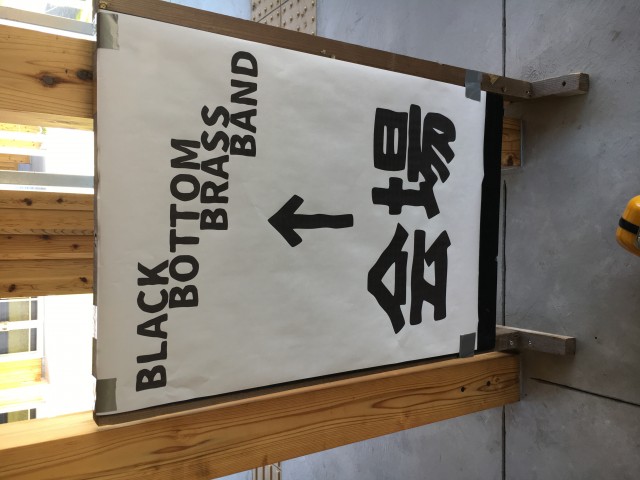 BLACK
BOTTOM
BRASS
BAND
↑
会場